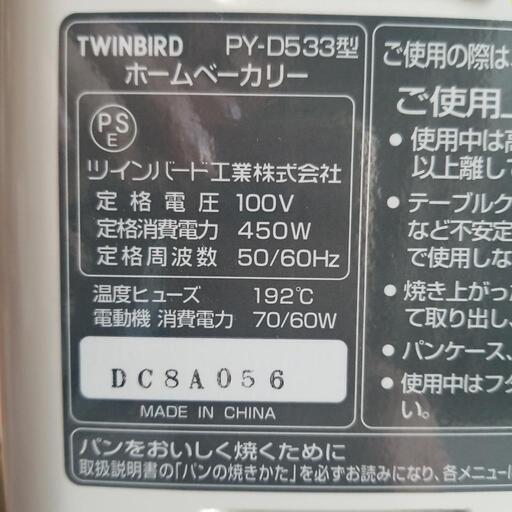 TWINBIRD PY-D533型
ホームベーカリー
PS
E
ツインバード工業株式会社
定格電圧 100V
定格消費電力 450W
定格周波数 50/60Hz
温度ヒューズ 192℃
電動機 消費電力 70/60W
DC8A056
MADE IN CHINA
ご使用の際は、
ご使用上
● 使用中は高
以上離して
● テーブルク
など不安定
で使用しな
● 焼き上がっ
て取り出し、
● パンケース、
● 使用中はフタ
い。
パンをおいしく焼くために
取扱説明書の「パンの焼きかた」を必ずお読みになり、各メニュー